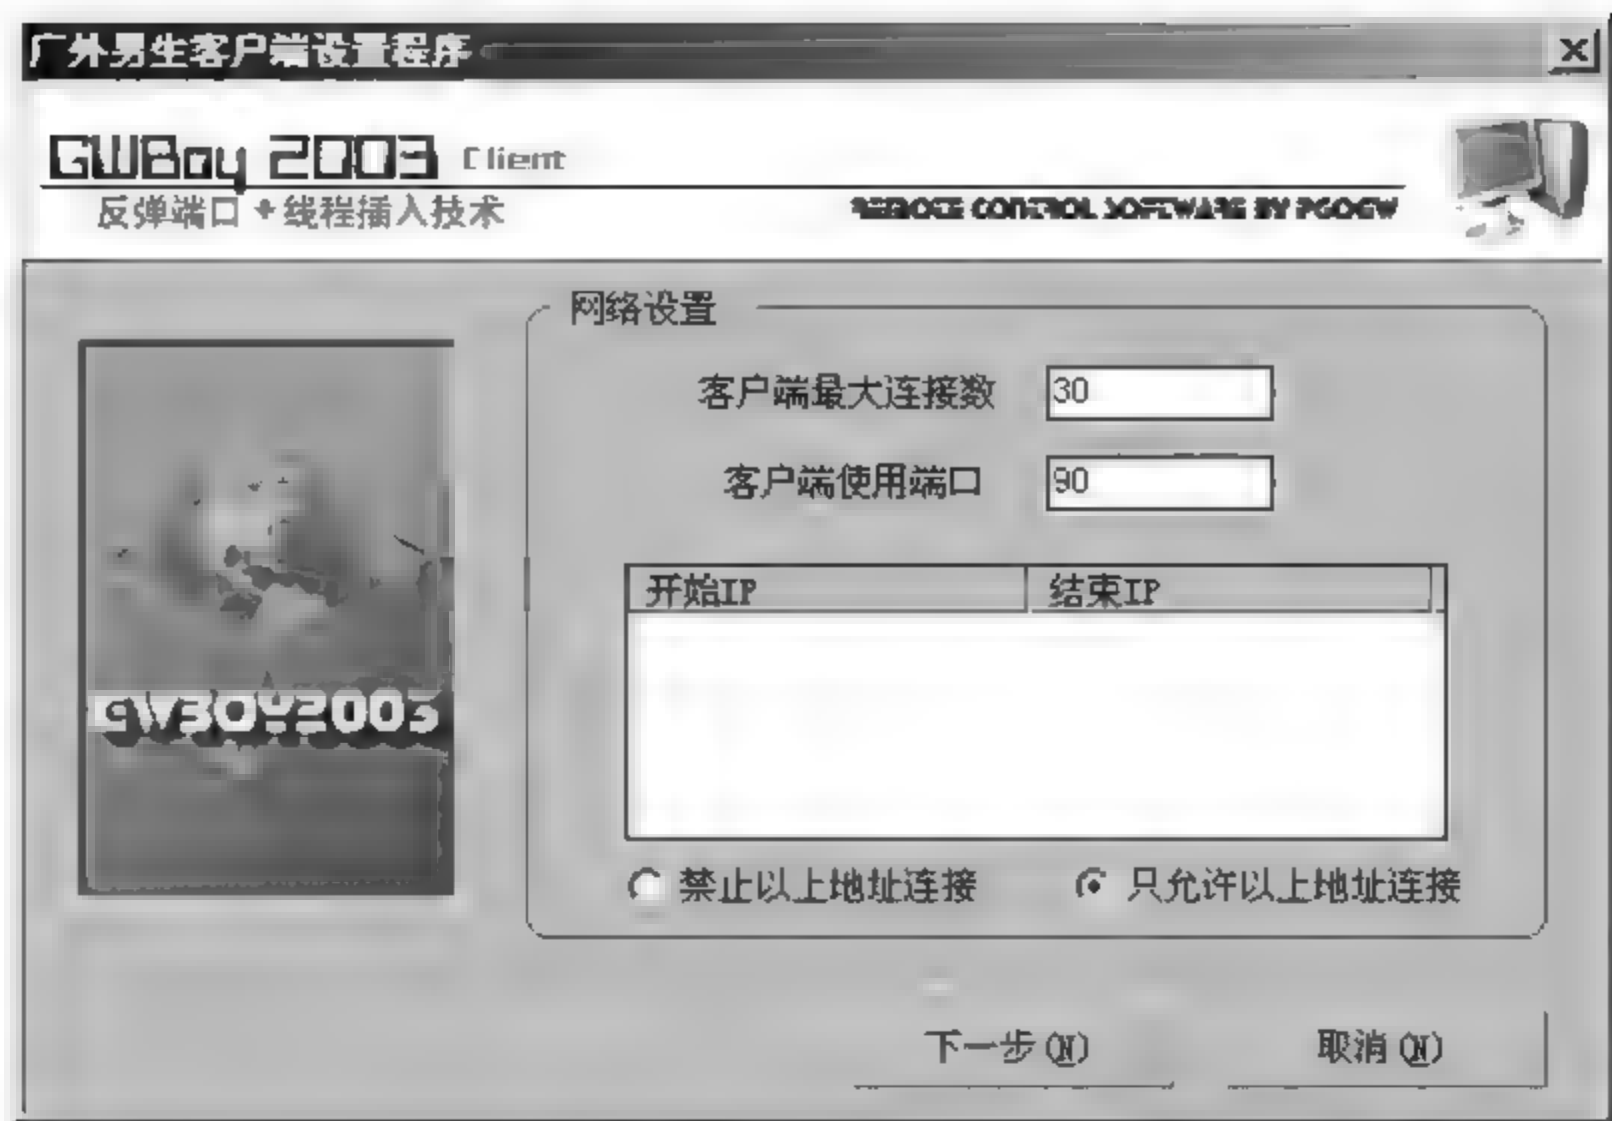 广外男生客户端设置程序
GWBoy 2003 Client
反弹端口+线程插入技术
REMOTE CONTROL SOFTWARE BY PGOGW
网络设置
客户端最大连接数 30
客户端使用端口 90
开始IP 结束IP
GWBOY2003
禁止以上地址连接 只允许以上地址连接
下一步(N) 取消(N)